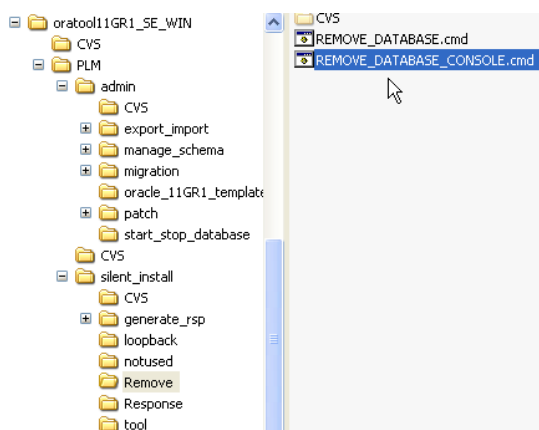 oratool11GR1_SE_WIN
CVS
PLM
admin
CVS
export_import
manage_schema
migration
oracle_11GR1_template
patch
start_stop_database
CVS
silent_install
CVS
generate_rsp
loopback
notused
Remove
Response
tool
CVS
REMOVE_DATABASE.cmd
REMOVE_DATABASE_CONSOLE.cmd